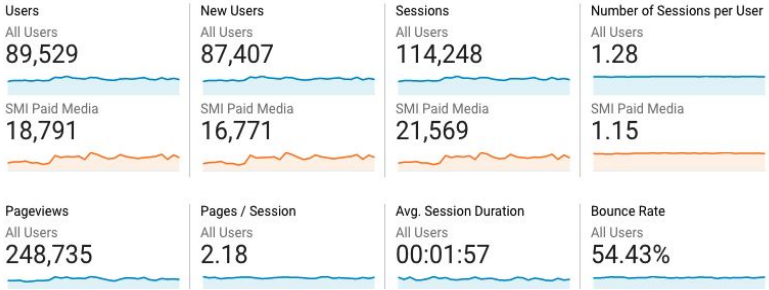 Users
All Users
89,529
SMI Paid Media
18,791
New Users
All Users
87,407
SMI Paid Media
16,771
Sessions
All Users
114,248
SMI Paid Media
21,569
Number of Sessions per User
All Users
1.28
SMI Paid Media
1.15
Pageviews
All Users
248,735
Pages / Session
All Users
2.18
Avg. Session Duration
All Users
00:01:57
Bounce Rate
All Users
54.43%